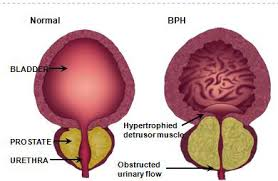 Normal
BPH
BLADDER
Hypertrophied
detrusor muscle
PROSTATE
URETHRA
Obstructed
urinary flow